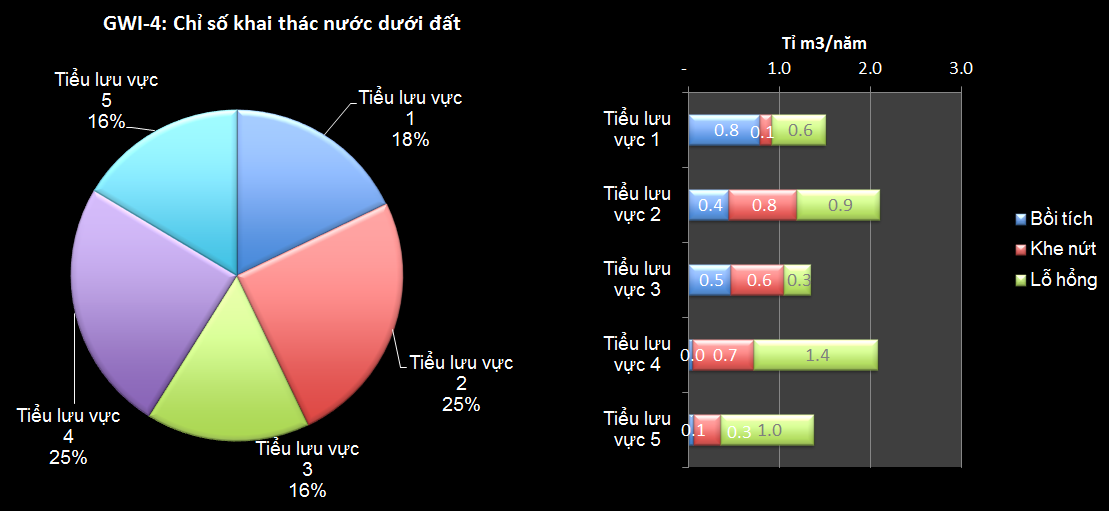 GWI-4: Chỉ số khai thác nước dưới đất
Tiểu lưu vực
5
16%
Tiểu lưu vực
1
18%
Tiểu lưu vực
2
25%
Tiểu lưu vực
3
16%
Tiểu lưu vực
4
25%
Tỉ m3/năm
- 1.0 2.0 3.0
Tiểu lưu
vực 1
0.8 0.1 0.6
Tiểu lưu
vực 2
0.4 0.8 0.9
Tiểu lưu
vực 3
0.5 0.6 0.3
Tiểu lưu
vực 4
0.0 0.7 1.4
Tiểu lưu
vực 5
0.1 0.3 1.0
Bồi tích
Khe nứt
Lỗ hổng